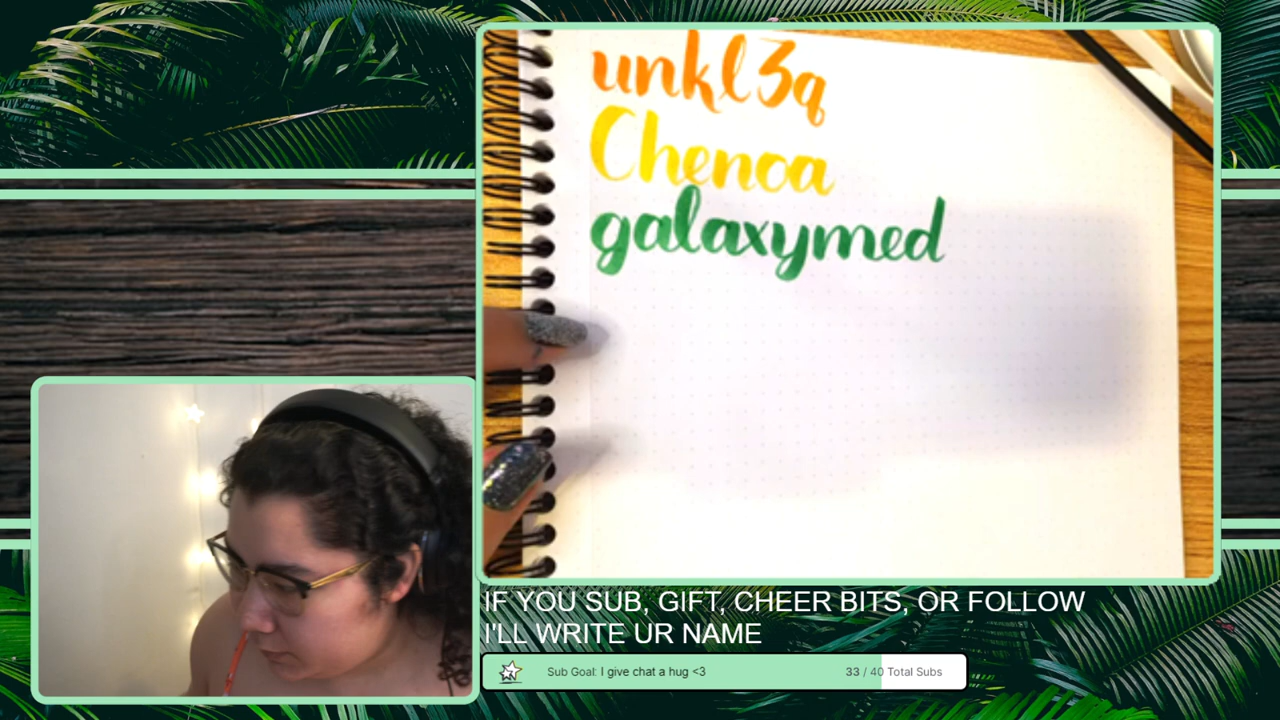 unkl3q
Chenoa
galaxymed
IF YOU SUB, GIFT, CHEER BITS, OR FOLLOW
I'LL WRITE UR NAME
Sub Goal: I give chat a hug <3 33 / 40 Total Subs